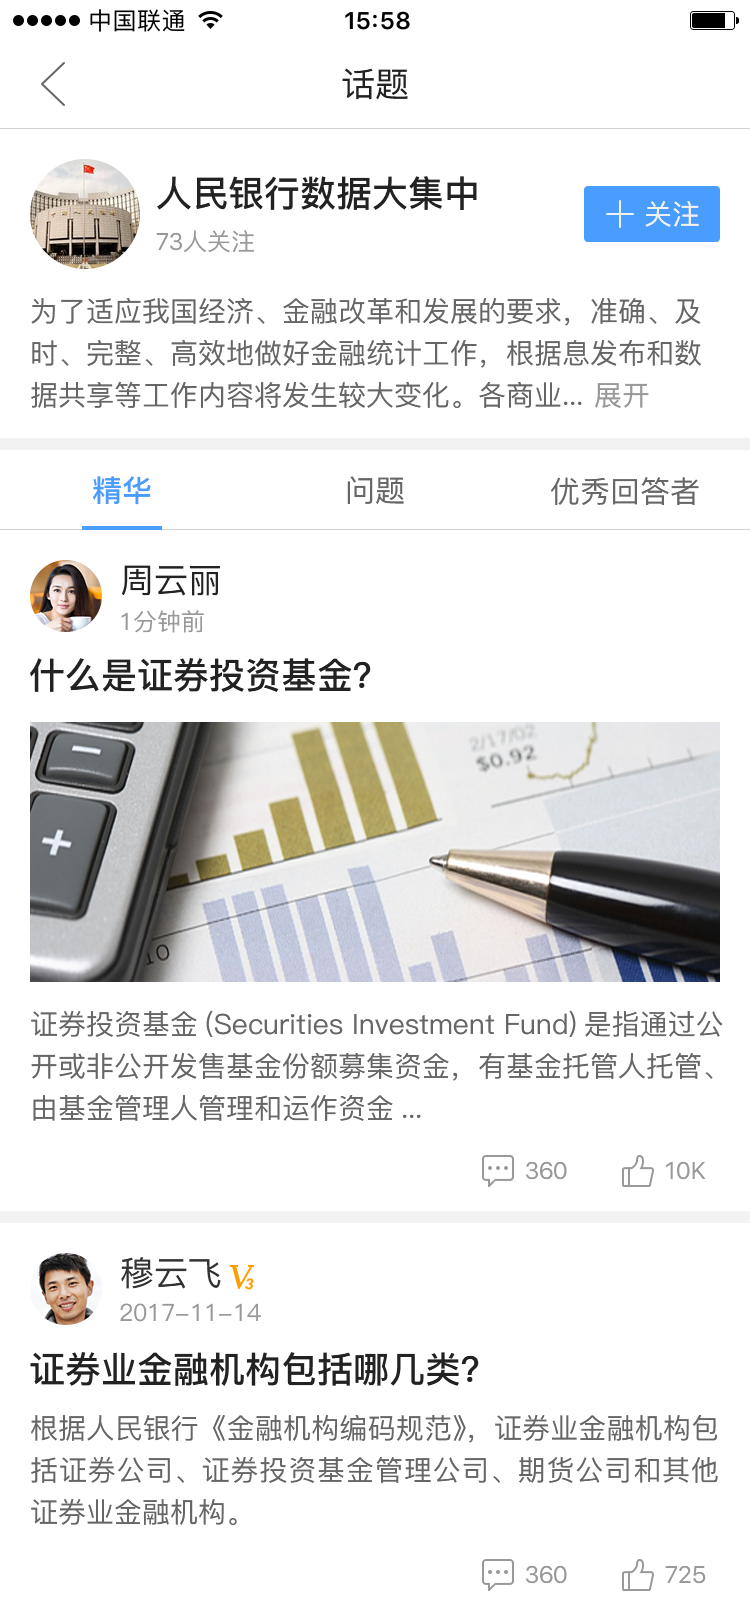 中国联通
15:58
话题
人民银行数据大集中
73人关注
关注
为了适应我国经济、金融改革和发展的要求，准确、及
时、完整、高效地做好金融统计工作，根据息发布和数
据共享等工作内容将发生较大变化。各商业... 展开
精华
问题
优秀回答者
周云丽
1分钟前
什么是证券投资基金?
2/17/02
$0.92
10
证券投资基金 (Securities Investment Fund) 是指通过公
开或非公开发售基金份额募集资金，有基金托管人托管、
由基金管理人管理和运作资金 ...
360
10K
穆云飞 V3
2017-11-14
证券业金融机构包括哪几类?
根据人民银行《金融机构编码规范》，证券业金融机构包
括证券公司、证券投资基金管理公司、期货公司和其他
证券业金融机构。
360
725